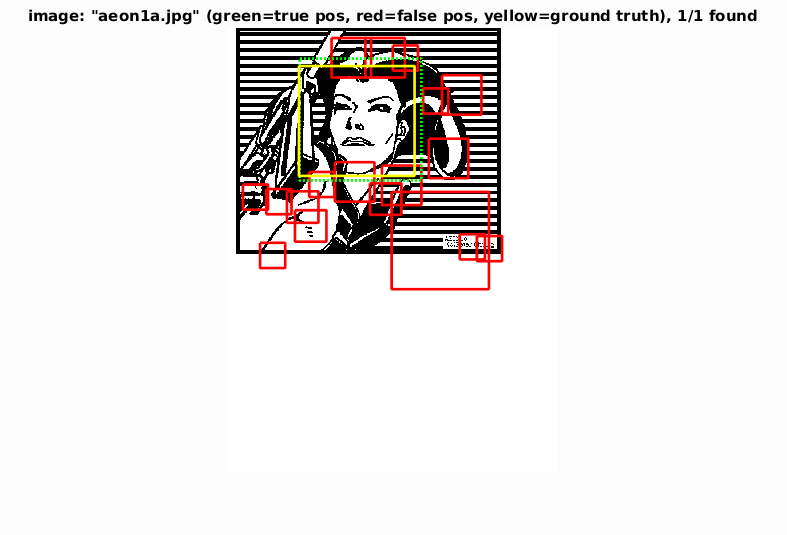 image: "aeon1a.jpg" (green=true pos, red=false pos, yellow=ground truth), 1/1 found